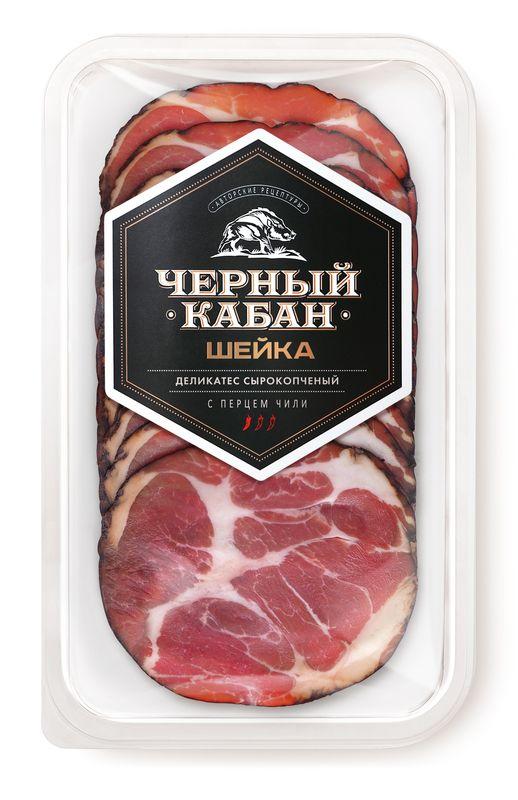 · АВТОРСКИЕ РЕЦЕПТУРЫ ·
ЧЕРНЫЙ
· КАБАН ·
ШЕЙКА
ДЕЛИКАТЕС СЫРОКОПЧЕНЫЙ
С ПЕРЦЕМ ЧИЛИ